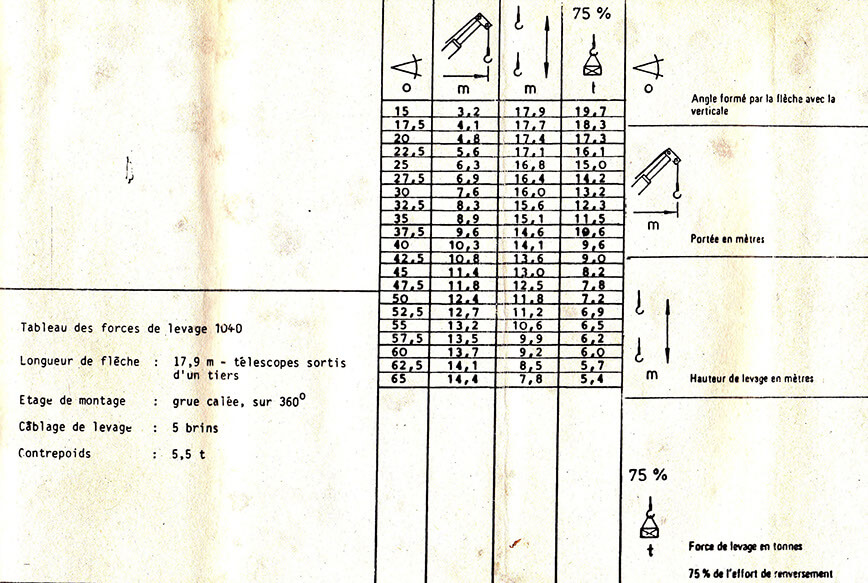 75 %
o m m t
15 3,2 17,9 19,7
17,5 4,1 17,7 18,3
20 4,8 17,4 17,3
22,5 5,6 17,1 16,1
25 6,3 16,8 15,0
27,5 6,9 16,4 14,2
30 7,6 16,0 13,2
32,5 8,3 15,6 12,3
35 8,9 15,1 11,5
37,5 9,6 14,6 10,6
40 10,3 14,1 9,6
42,5 10,8 13,6 9,0
45 11,4 13,0 8,2
47,5 11,8 12,5 7,8
50 12,4 11,8 7,2
52,5 12,7 11,2 6,9
55 13,2 10,6 6,5
57,5 13,5 9,9 6,2
60 13,7 9,2 6,0
62,5 14,1 8,5 5,7
65 14,4 7,8 5,4
Tableau des forces de levage 1040
Longueur de flèche : 17,9 m - télescopes sortis
d'un tiers
Etage de montage : grue calée, sur 360°
Câblage de levage : 5 brins
Contrepoids : 5,5 t
o
Angle formé par la flèche avec la
verticale
m
Portée en mètres
m
Hauteur de levage en mètres
75 %
t
Force de levage en tonnes
75 % de l'effort de renversement